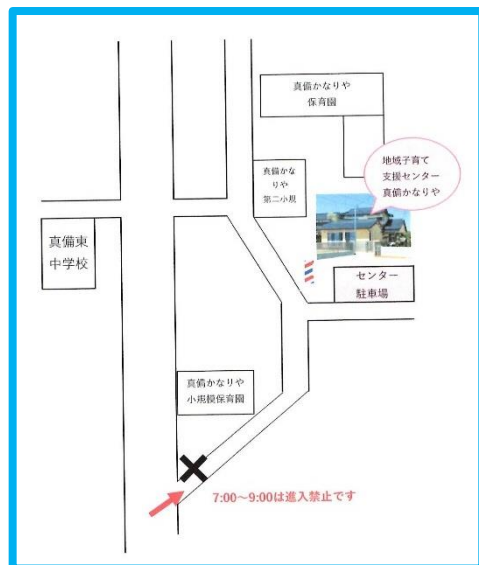 真備かなりや
保育園
地域子育て
支援センター
真備かなりや
真備かな
りや
第二小規
真備東
中学校
センター
駐車場
真備かなりや
小規模保育園
7:00～9:00は進入禁止です